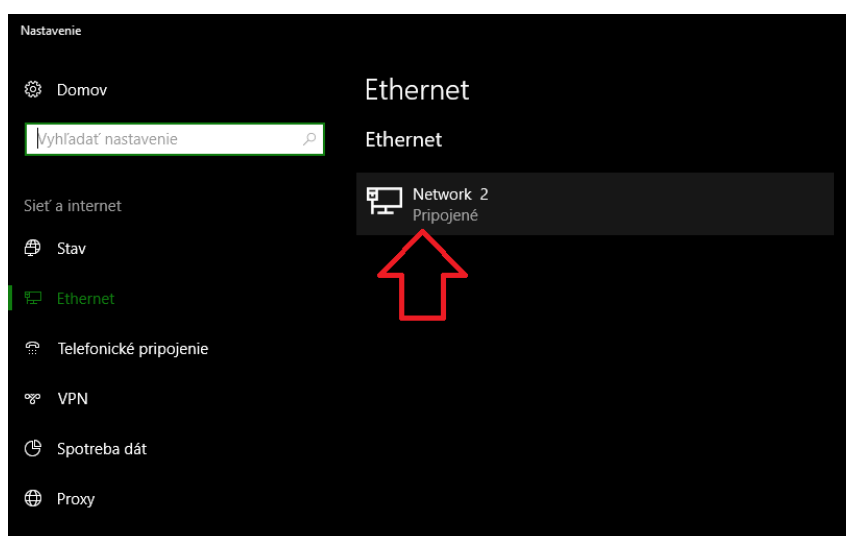 Nastavenie
Domov
Vyhľadať nastavenie
Sieť a internet
Stav
Ethernet
Telefonické pripojenie
VPN
Spotreba dát
Proxy
Ethernet
Ethernet
Network 2
Pripojené